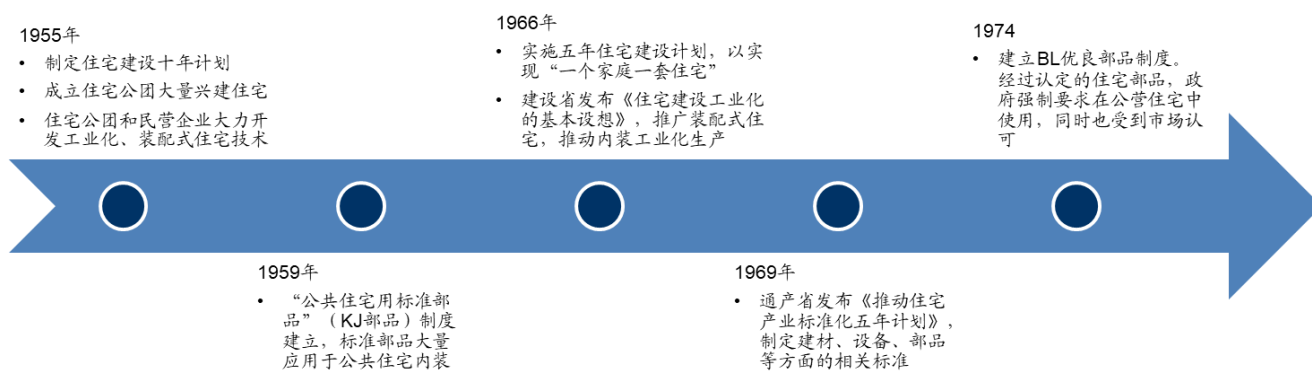 1955年
• 制定住宅建设十年计划
• 成立住宅公团大量兴建住宅
• 住宅公团和民营企业大力开
发工业化、装配式住宅技术
1959年
• “公共住宅用标准部
品”（KJ部品）制度
建立，标准部品大量
应用于公共住宅内装
1966年
• 实施五年住宅建设计划，以实
现“一个家庭一套住宅”
• 建设省发布《住宅建设工业化
的基本设想》，推广装配式住
宅，推动内装工业化生产
1969年
• 通产省发布《推动住宅
产业标准化五年计划》，
制定建材、设备、部品
等方面的相关标准
1974
• 建立BL优良部品制度。
经过认定的住宅部品，政
府强制要求在公营住宅中
使用，同时也受到市场认
可